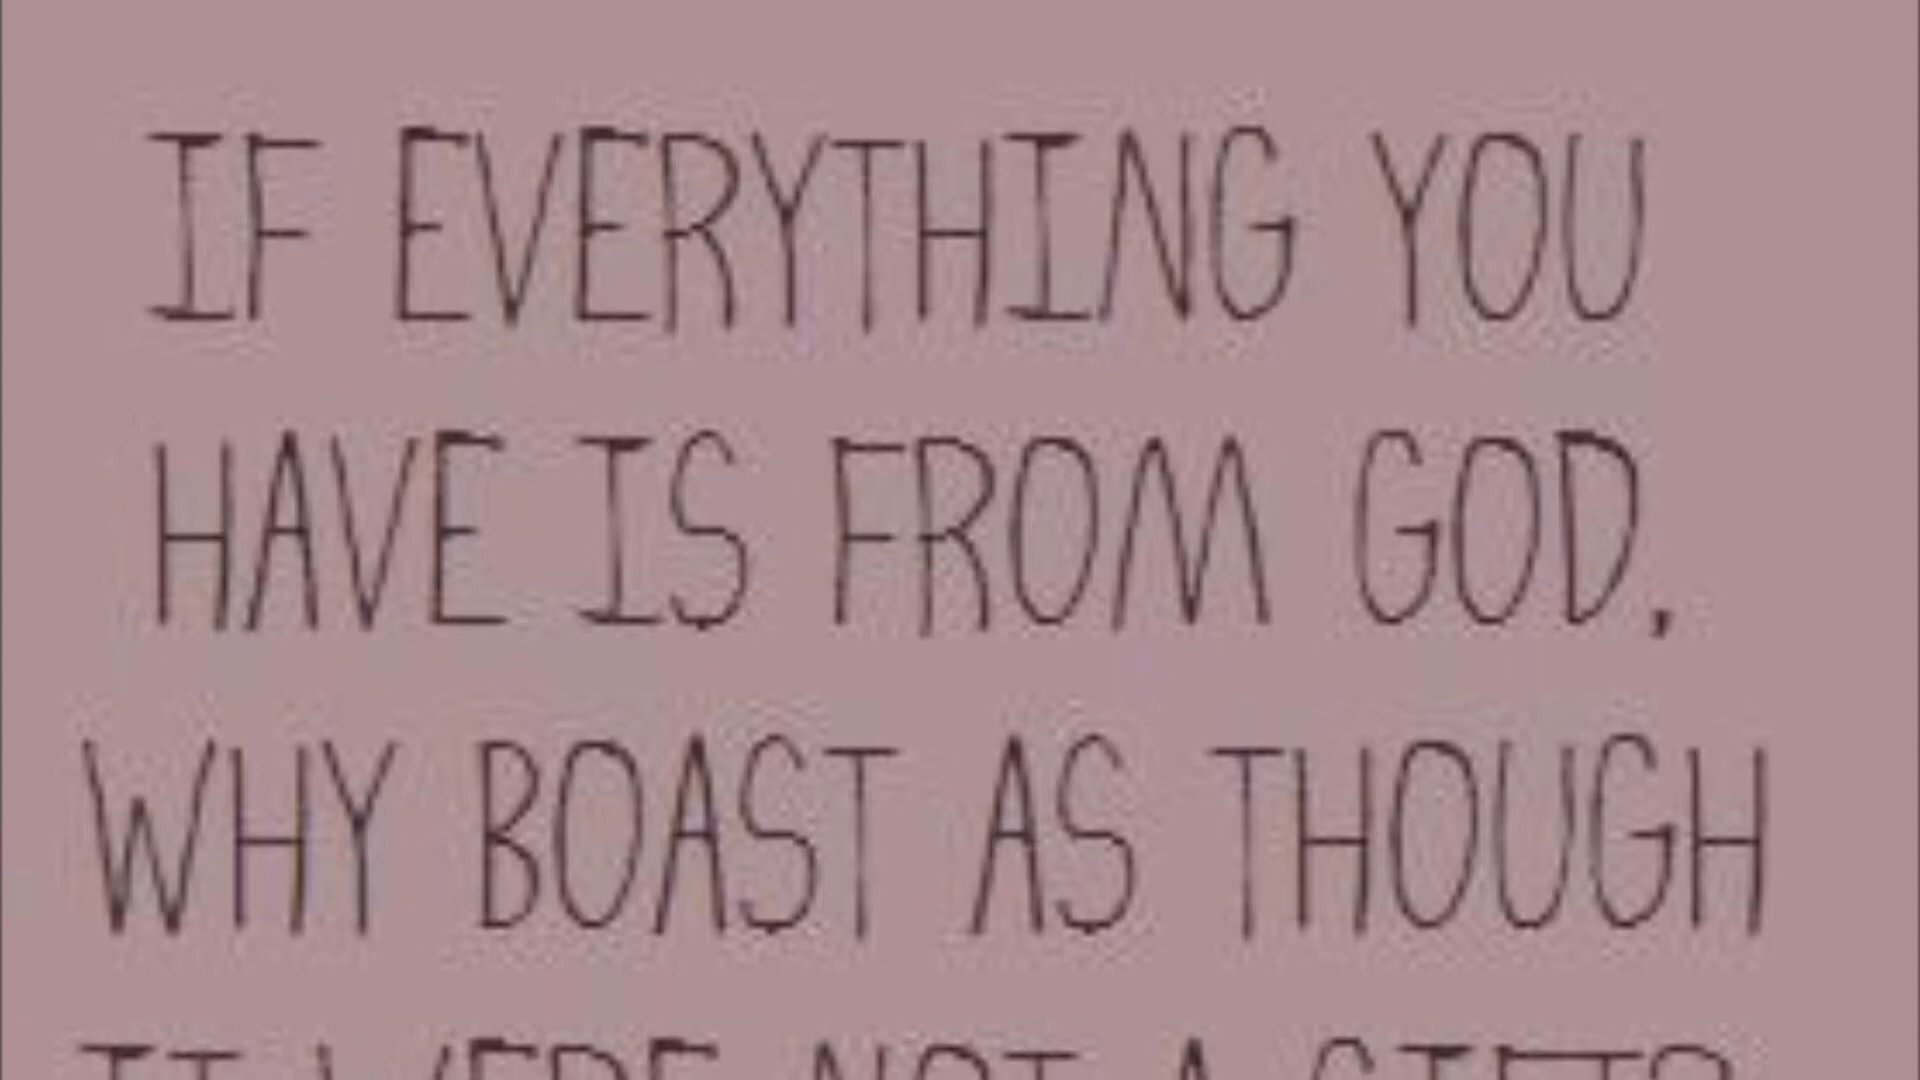 IF EVERYTHING YOU
HAVE IS FROM GOD,
WHY BOAST AS THOUGH
IT WERE NOT A GIFT?